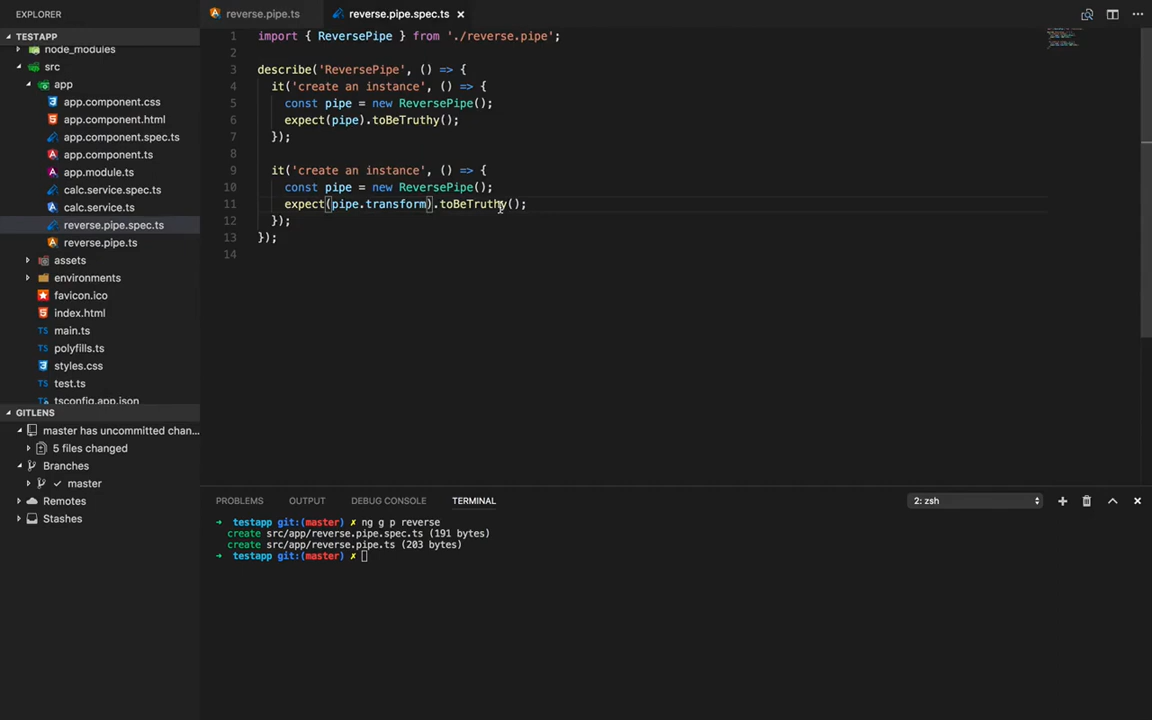 EXPLORER
reverse.pipe.ts
reverse.pipe.spec.ts
TESTAPP
node_modules
src
app
app.component.css
app.component.html
app.component.spec.ts
app.component.ts
app.module.ts
calc.service.spec.ts
calc.service.ts
reverse.pipe.spec.ts
reverse.pipe.ts
assets
environments
favicon.ico
index.html
TS main.ts
TS polyfills.ts
styles.css
TS test.ts
TS tsconfig.app.json
GITLENS
master has uncommitted chan...
5 files changed
Branches
✓ master
Remotes
Stashes
1 import { ReversePipe } from './reverse.pipe';
2
3 describe('ReversePipe', () => {
4 it('create an instance', () => {
5 const pipe = new ReversePipe();
6 expect(pipe).toBeTruthy();
7 });
8
9 it('create an instance', () => {
10 const pipe = new ReversePipe();
11 expect(pipe.transform).toBeTruthy();
12 });
13 });
14
PROBLEMS OUTPUT DEBUG CONSOLE TERMINAL 2: zsh
➜ testapp git:(master) ✗ ng g p reverse
create src/app/reverse.pipe.spec.ts (191 bytes)
create src/app/reverse.pipe.ts (203 bytes)
➜ testapp git:(master) ✗